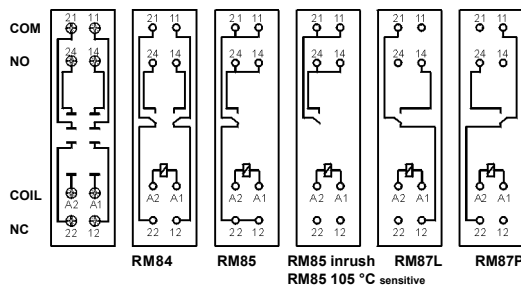 21 11 21 11 21 11 21 11 21 11 21 11
COM
24 14 24 14 24 14 24 14 24 14 24 14
NO
A2 A1 A2 A1 A2 A1 A2 A1 A2 A1 A2 A1
COIL
22 12 22 12 22 12 22 12 22 12 22 12
NC
RM84 RM85 RM85 inrush RM87L RM87P
RM85 105 °C sensitive